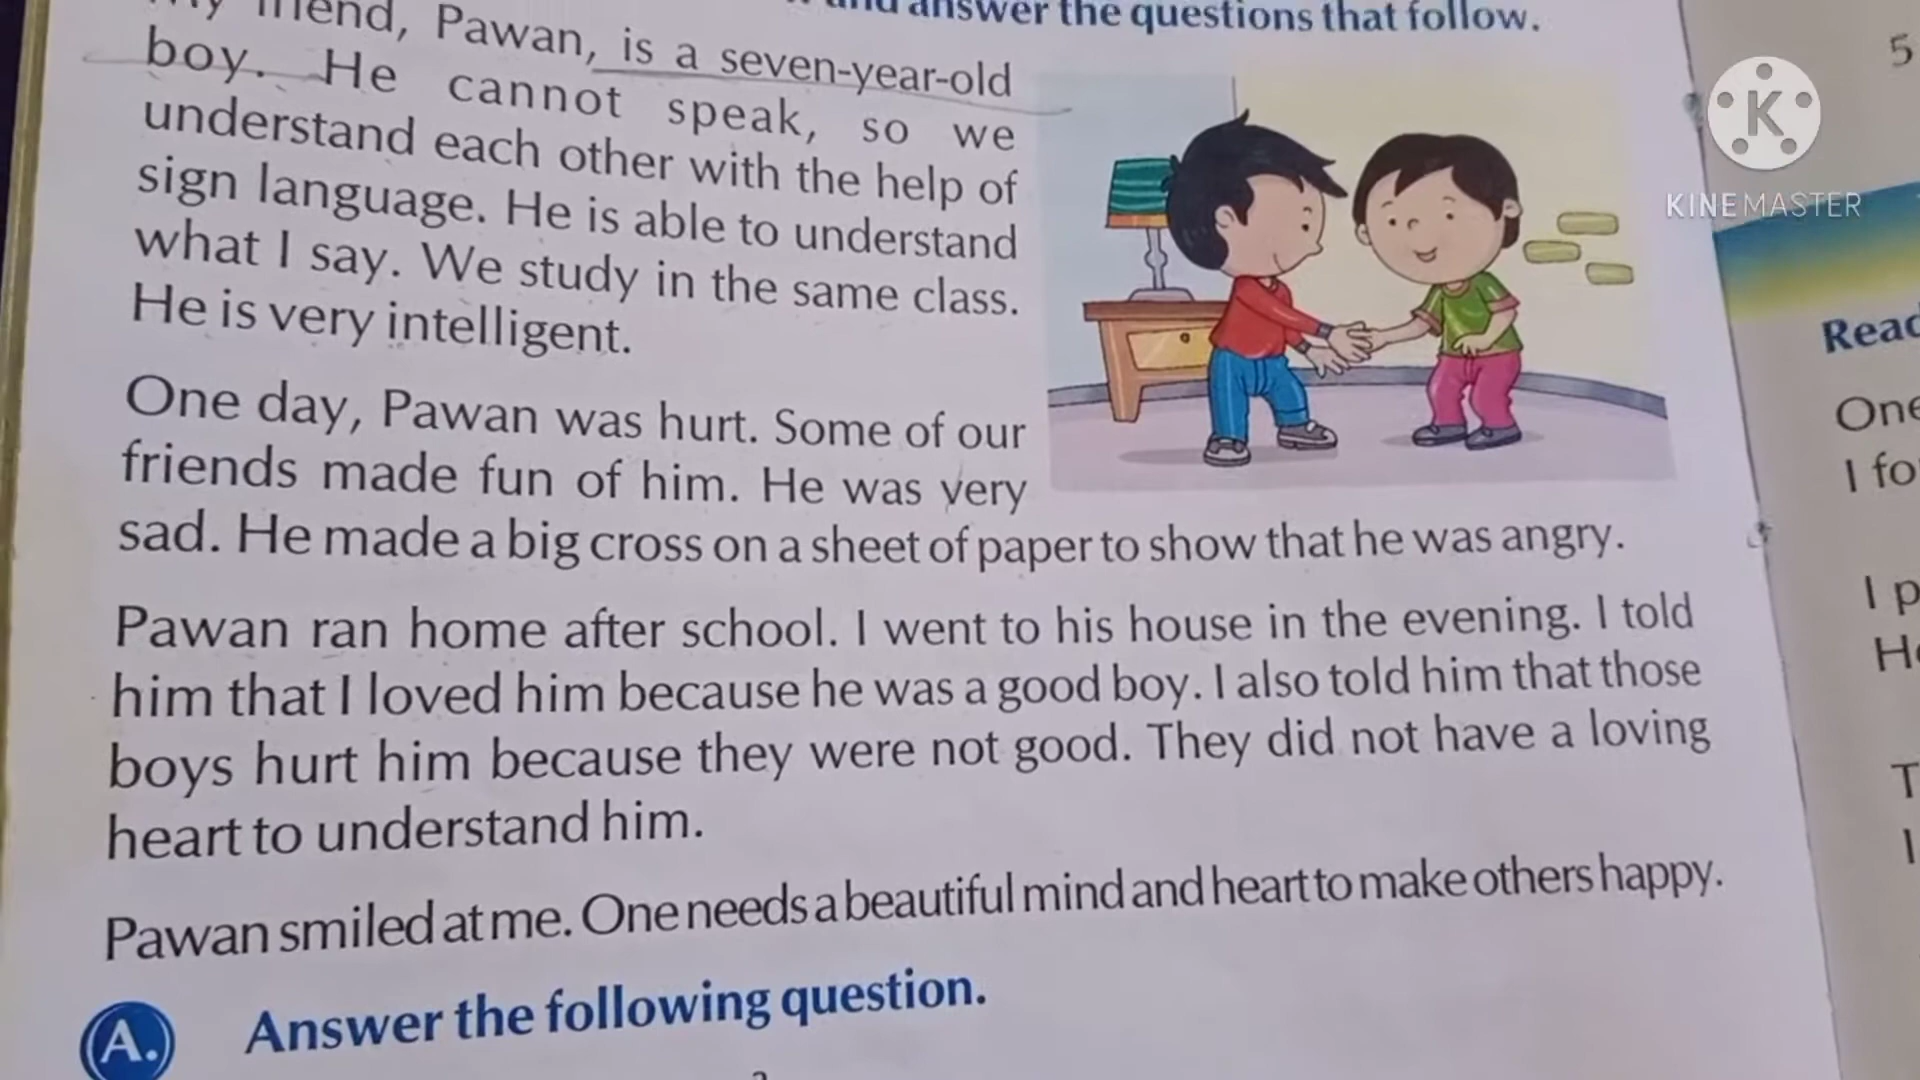 and answer the questions that follow.
My friend, Pawan, is a seven-year-old
boy. He cannot speak, so we
understand each other with the help of
sign language. He is able to understand
what I say. We study in the same class.
He is very intelligent.
One day, Pawan was hurt. Some of our
friends made fun of him. He was very
sad. He made a big cross on a sheet of paper to show that he was angry.
Pawan ran home after school. I went to his house in the evening. I told
him that I loved him because he was a good boy. I also told him that those
boys hurt him because they were not good. They did not have a loving
heart to understand him.
Pawan smiled at me. One needs a beautiful mind and heart to make others happy.
A. Answer the following question.
5
K
KINEMASTER
Read
One
I fo
I p
He
T
I